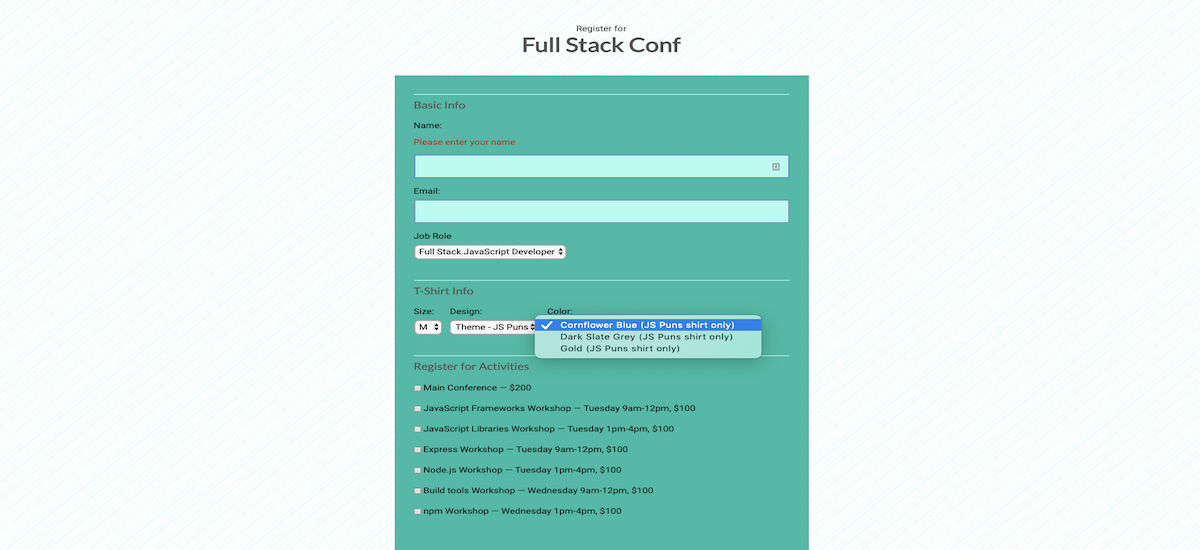 Register for
Full Stack Conf
Basic Info
Name:
Please enter your name
Email:
Job Role
Full Stack JavaScript Developer
T-Shirt Info
Size: Design: Color:
M Theme - JS Puns
Cornflower Blue (JS Puns shirt only)
Dark Slate Grey (JS Puns shirt only)
Gold (JS Puns shirt only)
Register for Activities
Main Conference — $200
JavaScript Frameworks Workshop — Tuesday 9am-12pm, $100
JavaScript Libraries Workshop — Tuesday 1pm-4pm, $100
Express Workshop — Tuesday 9am-12pm, $100
Node.js Workshop — Tuesday 1pm-4pm, $100
Build tools Workshop — Wednesday 9am-12pm, $100
npm Workshop — Wednesday 1pm-4pm, $100